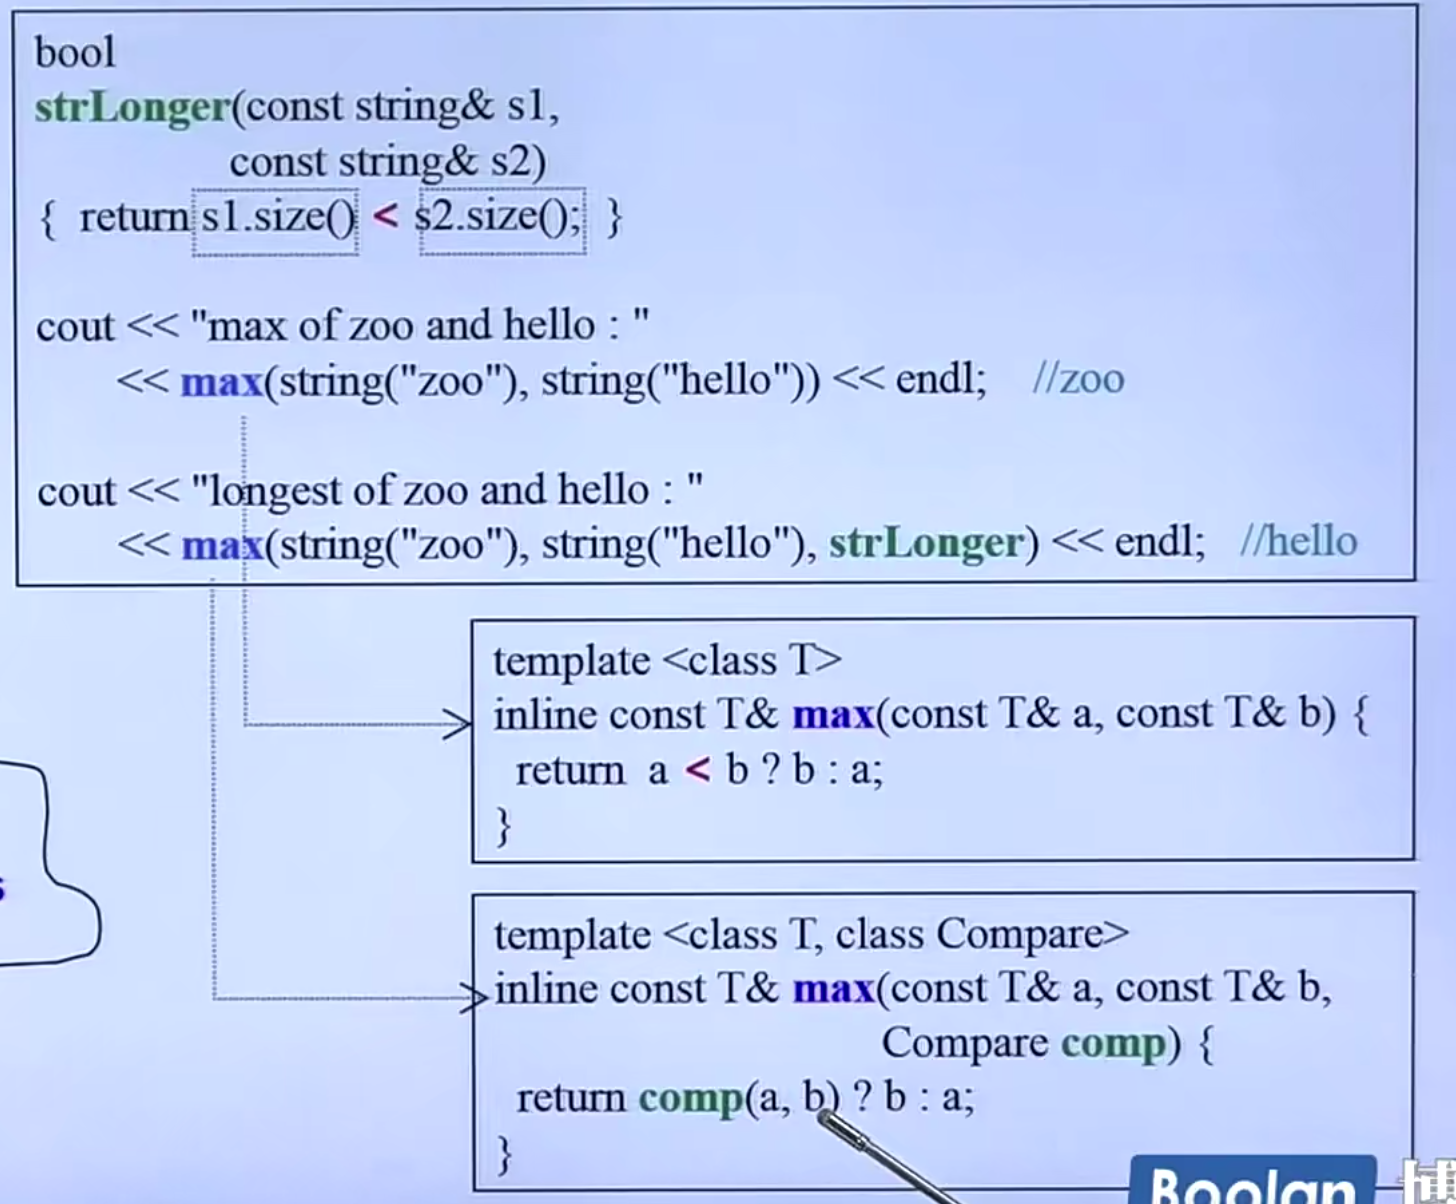 bool
strLonger(const string& s1,
const string& s2)
{ return s1.size() < s2.size(); }
cout << "max of zoo and hello : "
<< max(string("zoo"), string("hello")) << endl; //zoo
cout << "longest of zoo and hello : "
<< max(string("zoo"), string("hello"), strLonger) << endl; //hello
template <class T>
inline const T& max(const T& a, const T& b) {
return a < b ? b : a;
}
s
template <class T, class Compare>
inline const T& max(const T& a, const T& b,
Compare comp) {
return comp(a, b) ? b : a;
}
Boolan 博